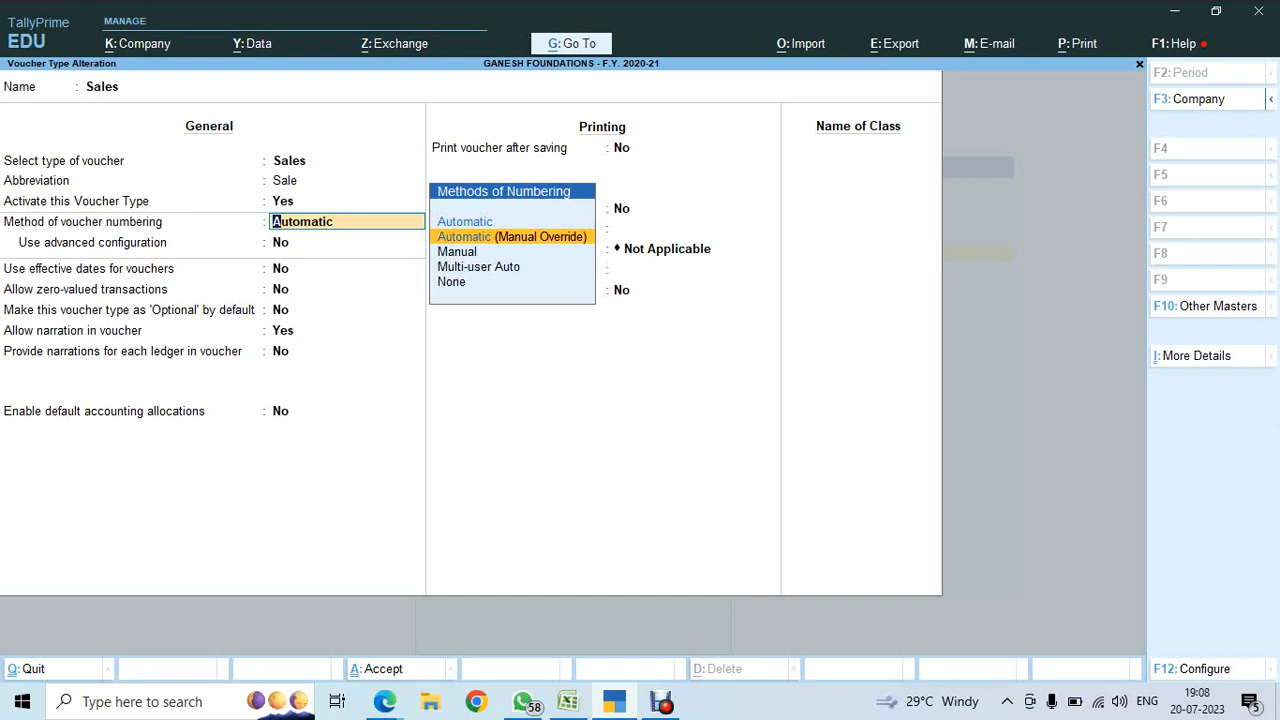 TallyPrime
EDU
MANAGE
K: Company
Y: Data
Z: Exchange
G: Go To
O: Import
E: Export
M: E-mail
P: Print
F1: Help
Voucher Type Alteration
GANESH FOUNDATIONS - F.Y. 2020-21
Name : Sales
General
Select type of voucher : Sales
Abbreviation : Sale
Activate this Voucher Type : Yes
Method of voucher numbering : Automatic
Use advanced configuration : No
Use effective dates for vouchers : No
Allow zero-valued transactions : No
Make this voucher type as 'Optional' by default : No
Allow narration in voucher : Yes
Provide narrations for each ledger in voucher : No
Enable default accounting allocations : No
Printing
Print voucher after saving : No
: No
:
: ♦ Not Applicable
:
: No
Methods of Numbering
Automatic
Automatic (Manual Override)
Manual
Multi-user Auto
None
Name of Class
F2: Period
F3: Company
F4
F5
F6
F7
F8
F9
F10: Other Masters
I: More Details
F12: Configure
Q: Quit
A: Accept
D: Delete
Type here to search
58
29°C Windy
ENG
19:08
20-07-2023
5